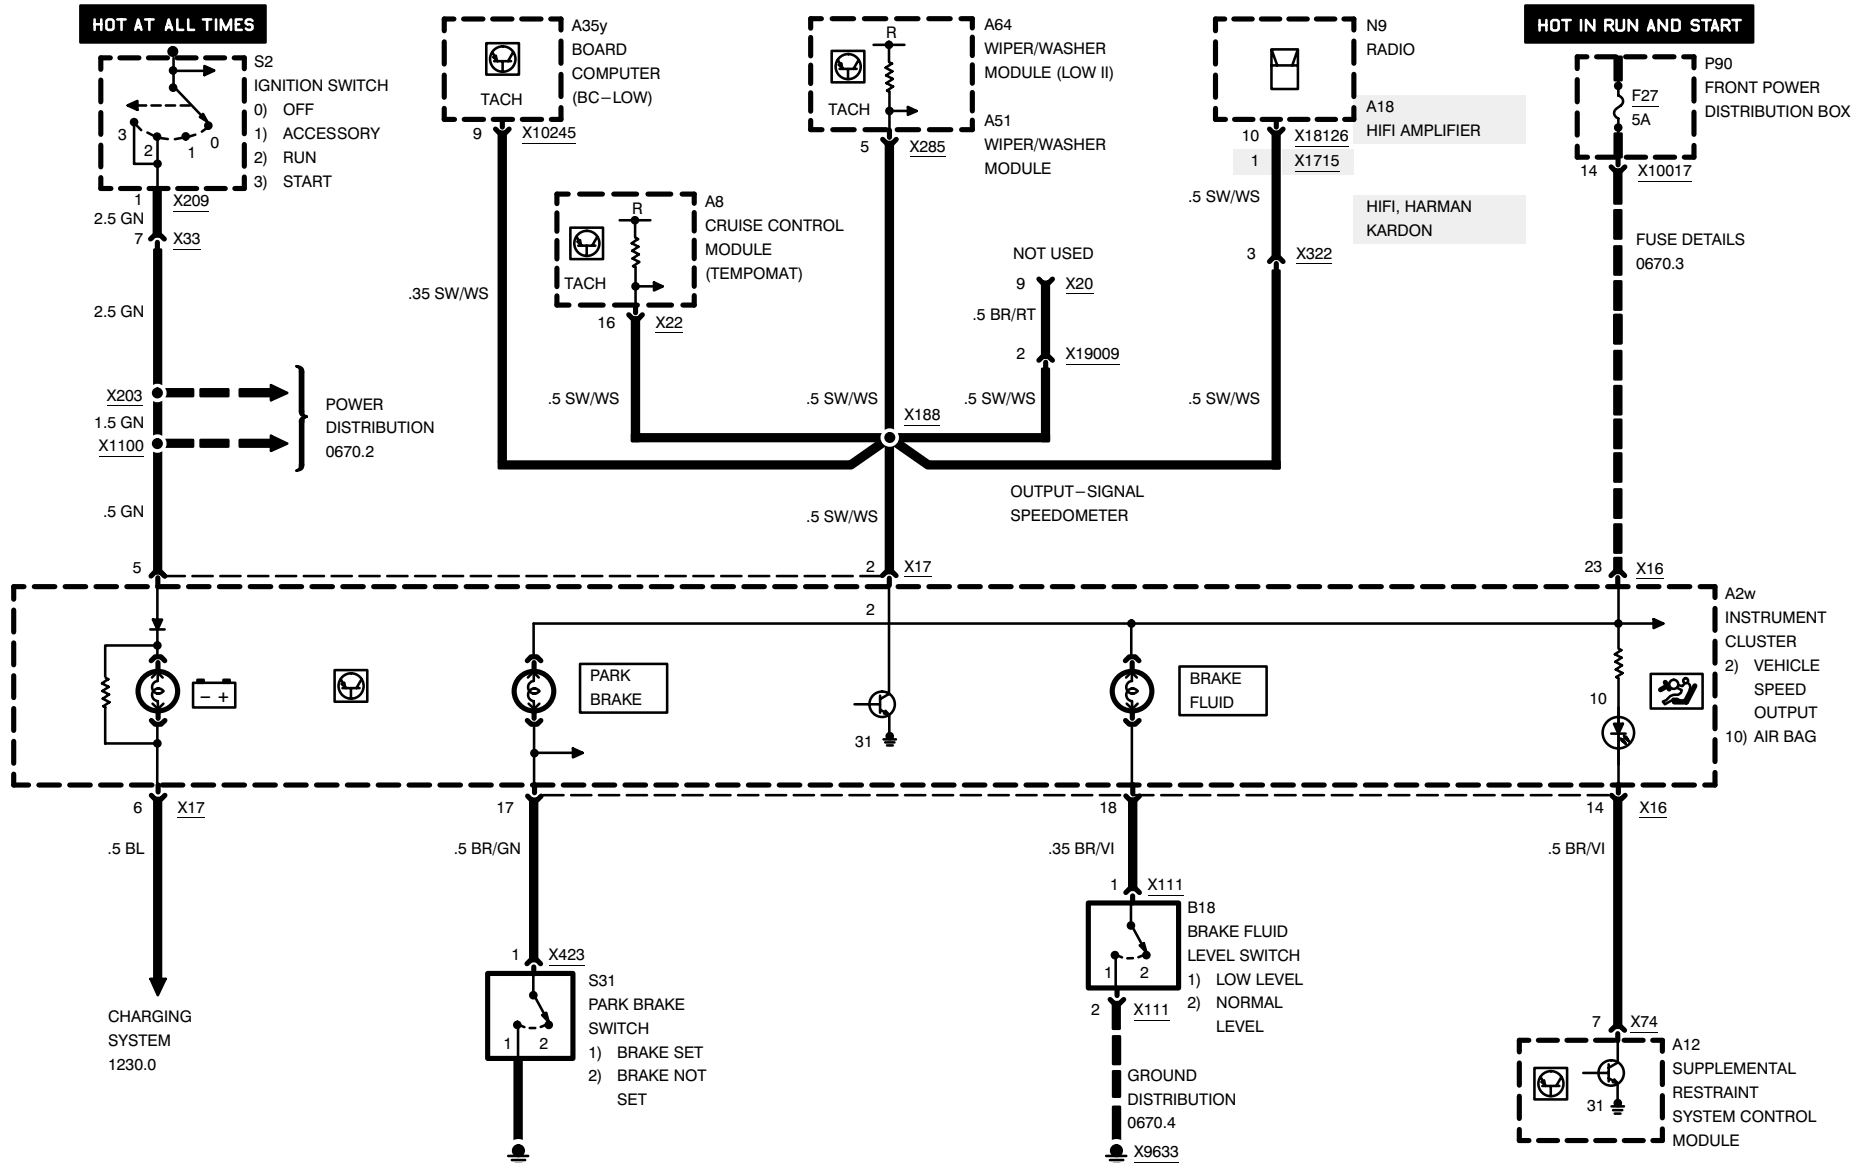 HOT AT ALL TIMES
S2
IGNITION SWITCH
0) OFF
1) ACCESSORY
2) RUN
3) START
3
2
1
0
1 X209
2.5 GN
7 X33
2.5 GN
X203
1.5 GN
X1100
.5 GN
5
POWER
DISTRIBUTION
0670.2
A35y
BOARD
COMPUTER
(BC-LOW)
TACH
9 X10245
.35 SW/WS
A8
CRUISE CONTROL
MODULE
(TEMPOMAT)
R
TACH
16 X22
.5 SW/WS
A64
WIPER/WASHER
MODULE (LOW II)
A51
WIPER/WASHER
MODULE
R
TACH
5 X285
.5 SW/WS
X188
.5 SW/WS
2 X17
NOT USED
9 X20
.5 BR/RT
2 X19009
.5 SW/WS
N9
RADIO
A18
HIFI AMPLIFIER
10 X18126
1 X1715
.5 SW/WS
HIFI, HARMAN
KARDON
3 X322
.5 SW/WS
OUTPUT-SIGNAL
SPEEDOMETER
HOT IN RUN AND START
P90
FRONT POWER
DISTRIBUTION BOX
F27
5A
14 X10017
FUSE DETAILS
0670.3
23 X16
A2w
INSTRUMENT
CLUSTER
2) VEHICLE
SPEED
OUTPUT
10) AIR BAG
- +
PARK
BRAKE
2
31
BRAKE
FLUID
10
6 X17
.5 BL
CHARGING
SYSTEM
1230.0
17
.5 BR/GN
1 X423
S31
PARK BRAKE
SWITCH
1) BRAKE SET
2) BRAKE NOT
SET
1 2
18
.35 BR/VI
1 X111
B18
BRAKE FLUID
LEVEL SWITCH
1) LOW LEVEL
2) NORMAL
LEVEL
1 2
2 X111
GROUND
DISTRIBUTION
0670.4
X9633
14 X16
.5 BR/VI
7 X74
A12
SUPPLEMENTAL
RESTRAINT
SYSTEM CONTROL
MODULE
31